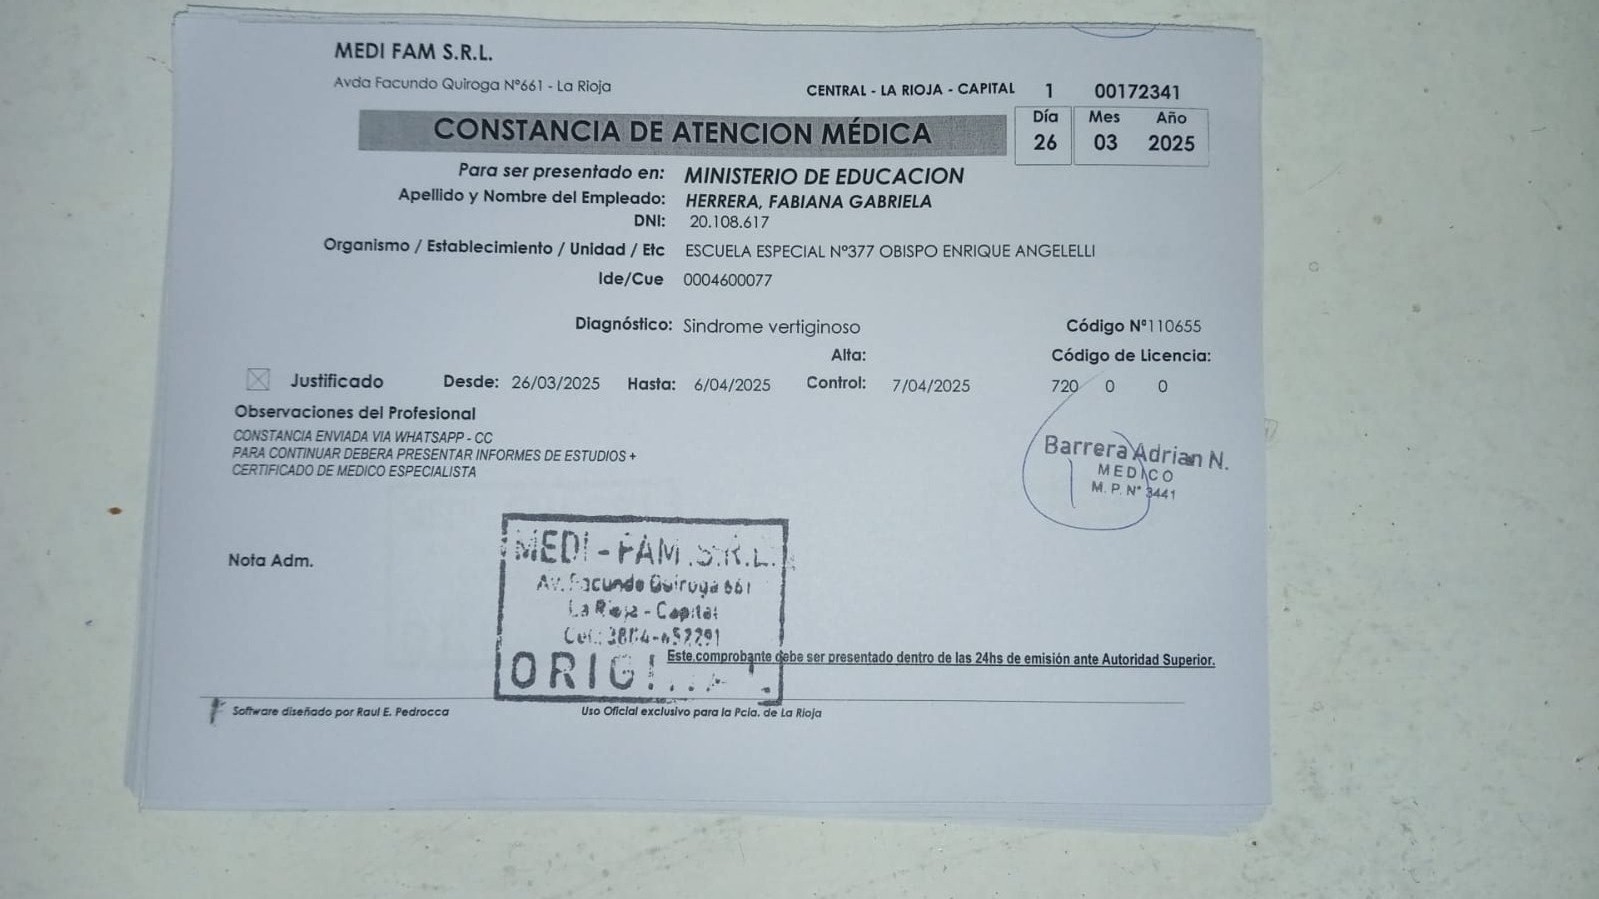 MEDI FAM S.R.L.
Avda Facundo Quiroga Nº661 - La Rioja
CENTRAL - LA RIOJA - CAPITAL 1 00172341
CONSTANCIA DE ATENCION MÉDICA
Día Mes Año
26 03 2025
Para ser presentado en: MINISTERIO DE EDUCACION
Apellido y Nombre del Empleado: HERRERA, FABIANA GABRIELA
DNI: 20.108.617
Organismo / Establecimiento / Unidad / Etc ESCUELA ESPECIAL Nº377 OBISPO ENRIQUE ANGELELLI
Ide/Cue 0004600077
Diagnóstico: Sindrome vertiginoso Código Nº110655
Alta: Código de Licencia:
Justificado Desde: 26/03/2025 Hasta: 6/04/2025 Control: 7/04/2025 720 0 0
Observaciones del Profesional
CONSTANCIA ENVIADA VIA WHATSAPP - CC
PARA CONTINUAR DEBERA PRESENTAR INFORMES DE ESTUDIOS +
CERTIFICADO DE MEDICO ESPECIALISTA
Barrera Adrian N.
MEDICO
M. P. Nº 3441
Nota Adm.
MEDI - FAM S.R.L.
Av. Facundo Quiroga 661
La Rioja - Capital
Este comprobante debe ser presentado dentro de las 24hs de emisión ante Autoridad Superior.
Software diseñado por Raul E. Pedrocca
Uso Oficial exclusivo para la Pcia. de La Rioja